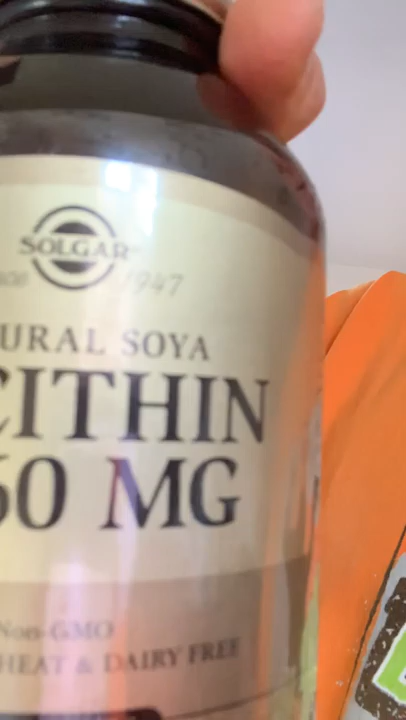 SOLGAR
1947
URAL SOYA
CITHIN
60 MG
Non-GMO
HEAT & DAIRY FREE